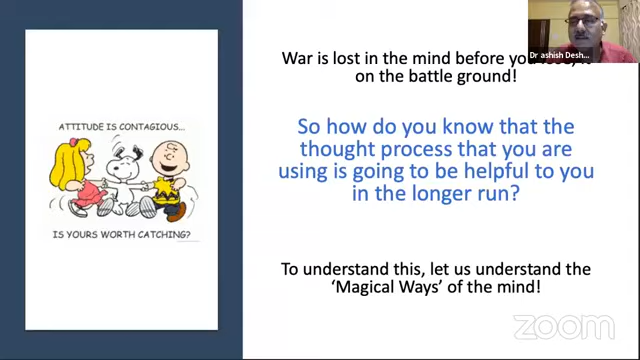 Dr ashish Desh...
War is lost in the mind before you
on the battle ground!
ATTITUDE IS CONTAGIOUS...
IS YOURS WORTH CATCHING?
So how do you know that the
thought process that you are
using is going to be helpful to you
in the longer run?
To understand this, let us understand the
‘Magical Ways’ of the mind!
zoom